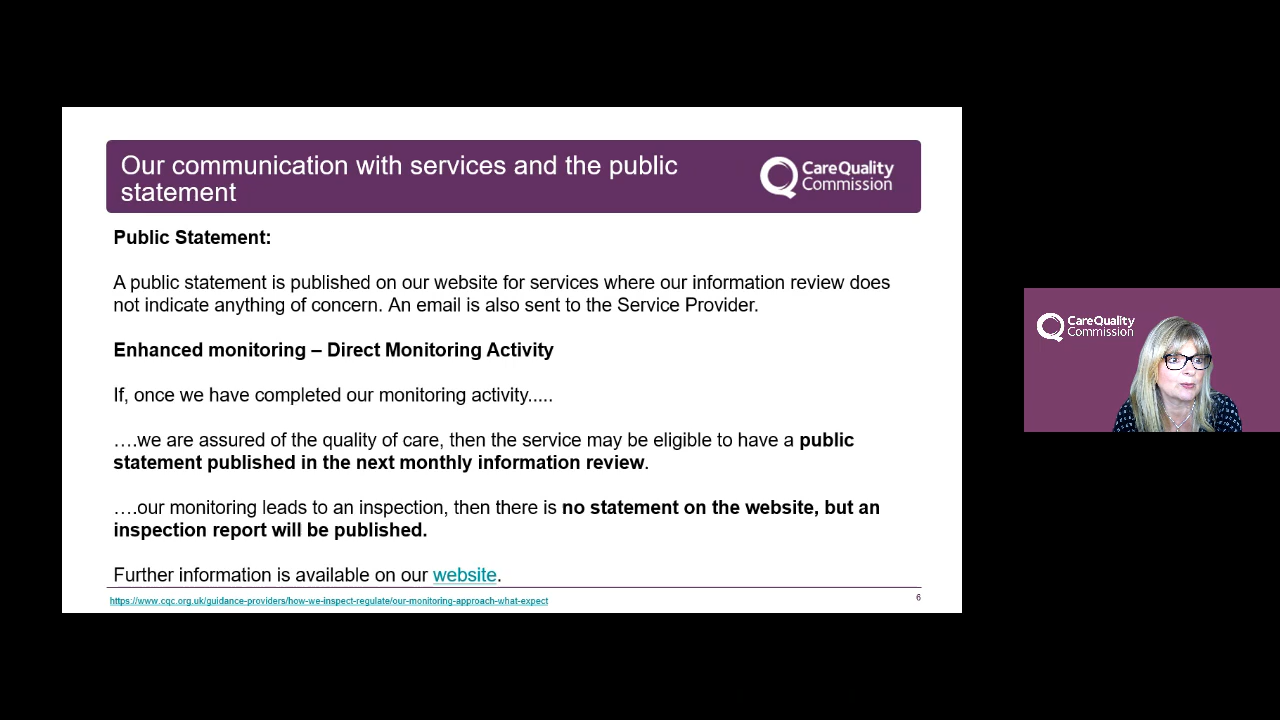 Our communication with services and the public
statement
CareQuality
Commission
Public Statement:
A public statement is published on our website for services where our information review does
not indicate anything of concern. An email is also sent to the Service Provider.
Enhanced monitoring – Direct Monitoring Activity
If, once we have completed our monitoring activity.....
….we are assured of the quality of care, then the service may be eligible to have a public
statement published in the next monthly information review.
….our monitoring leads to an inspection, then there is no statement on the website, but an
inspection report will be published.
Further information is available on our website.
https://www.cqc.org.uk/guidance-providers/how-we-inspect-regulate/our-monitoring-approach-what-expect
6
CareQuality
Commission